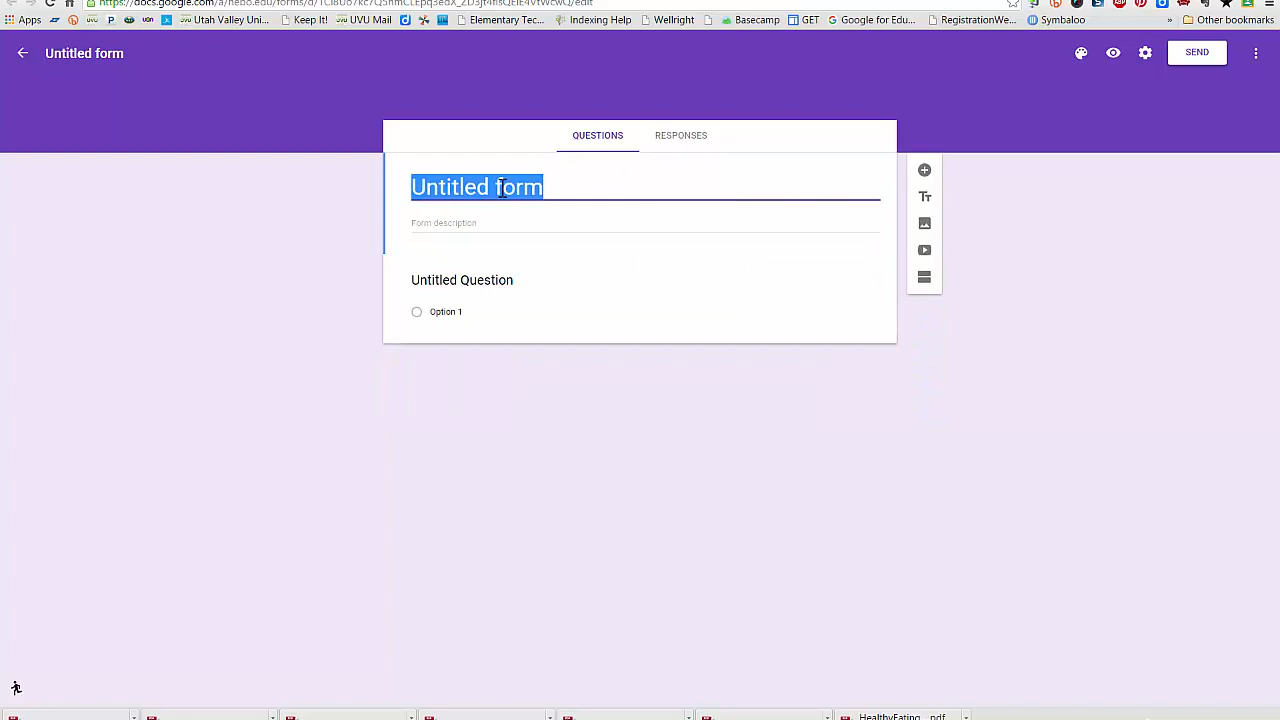 Apps
Utah Valley Uni...
Keep It!
UVU Mail
Elementary Tec...
Indexing Help
Wellright
Basecamp
GET
Google for Edu...
RegistrationWe...
Symbaloo
»
Other bookmarks
Untitled form
SEND
QUESTIONS
RESPONSES
Untitled form
Form description
Untitled Question
Option 1
HealthyEating....pdf